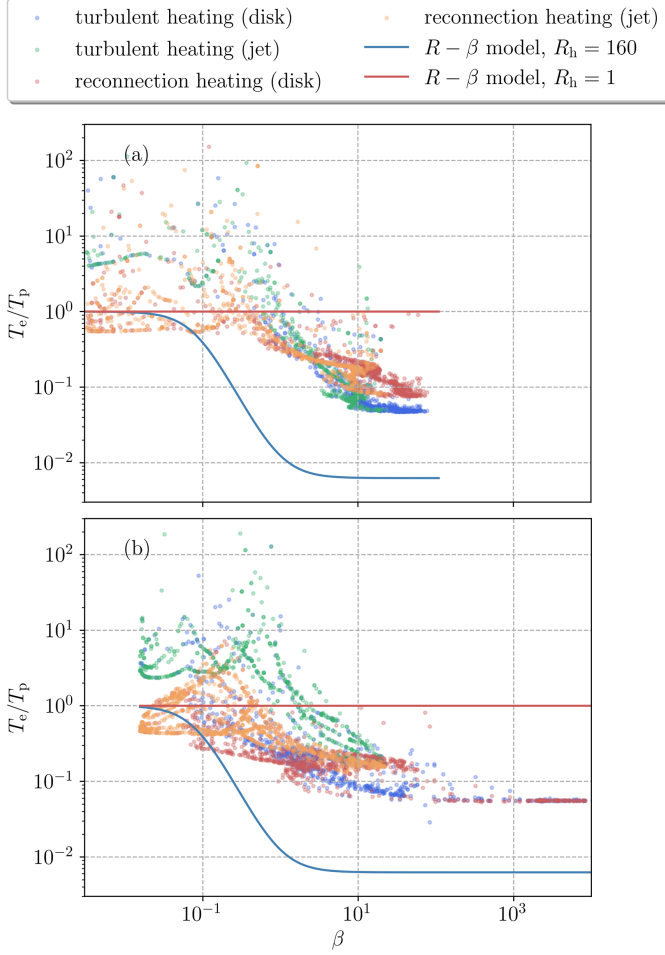 turbulent heating (disk)
turbulent heating (jet)
reconnection heating (disk)
reconnection heating (jet)
R − β model, R_h = 160
R − β model, R_h = 1
(a)
10^2
10^1
10^0
10^−1
10^−2
T_e/T_p
(b)
10^2
10^1
10^0
10^−1
10^−2
T_e/T_p
10^−1
10^1
10^3
β